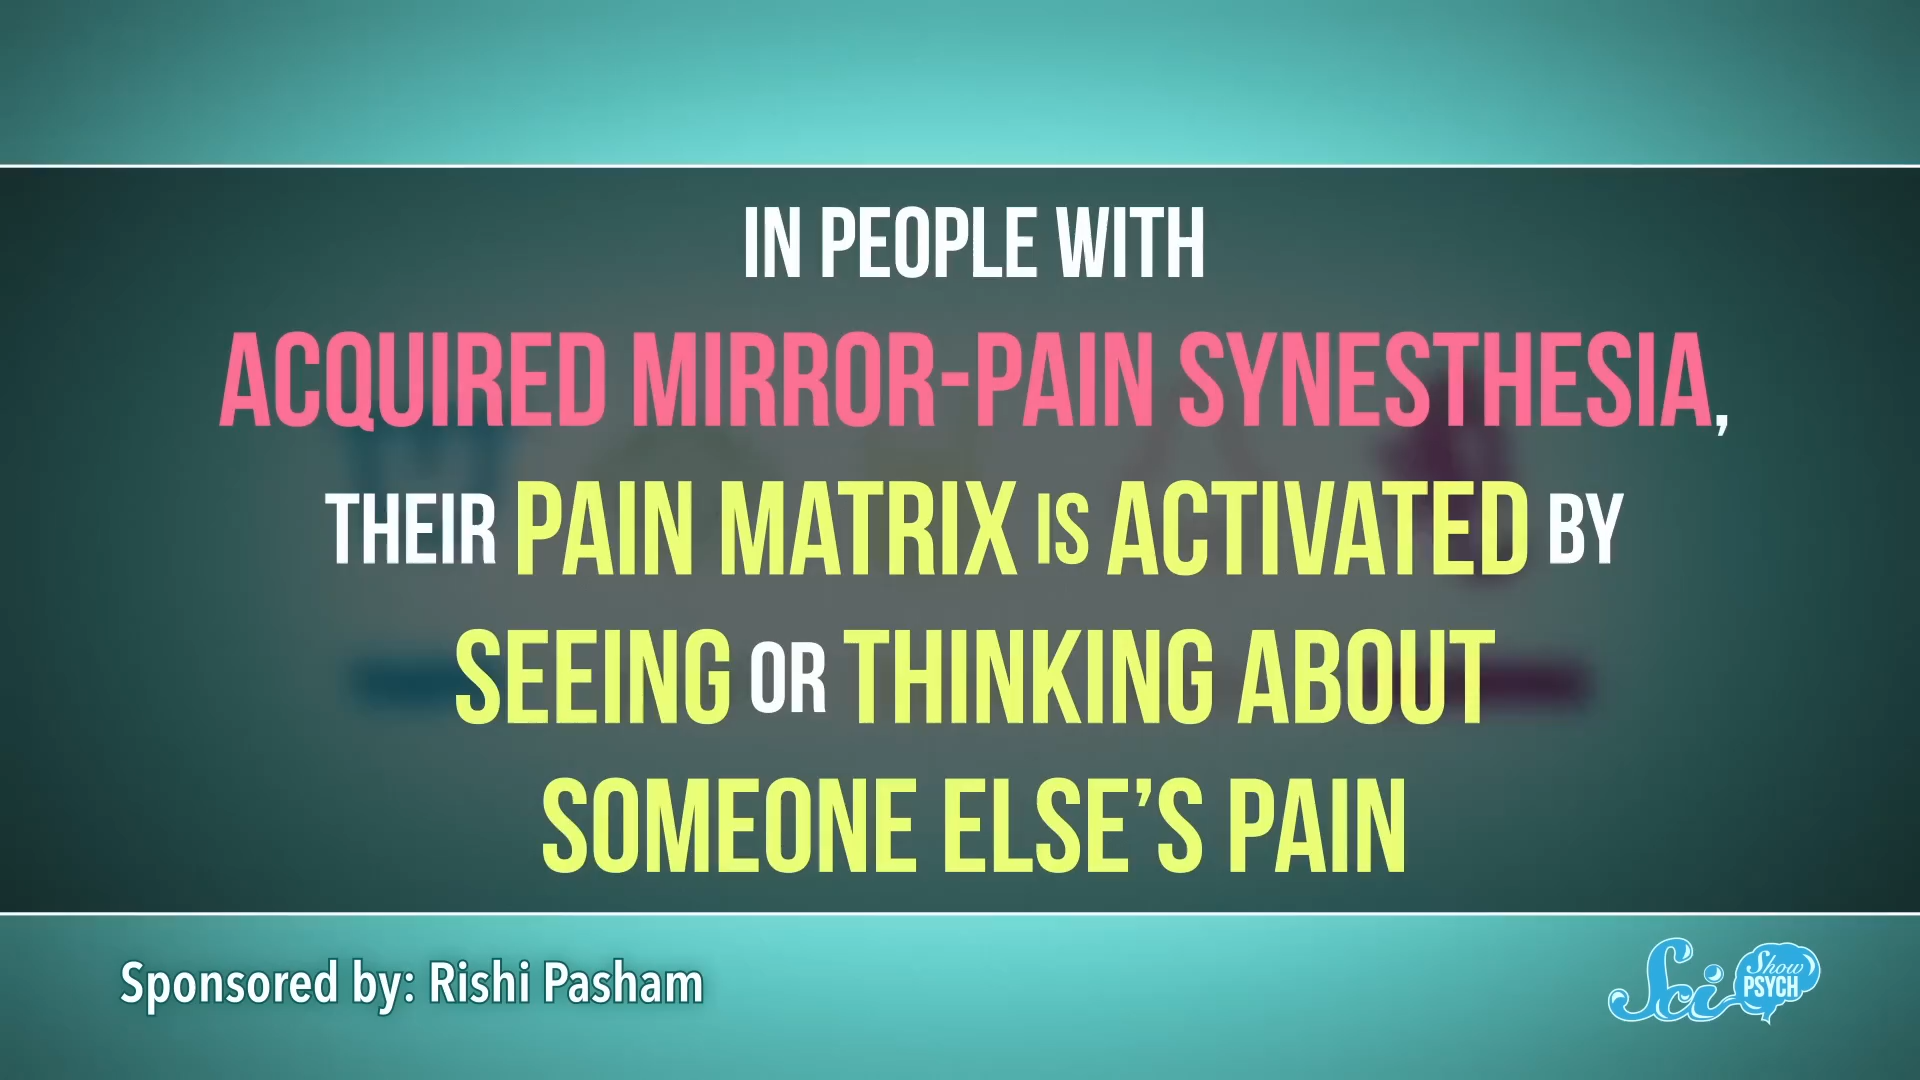 IN PEOPLE WITH
ACQUIRED MIRROR-PAIN SYNESTHESIA,
THEIR PAIN MATRIX IS ACTIVATED BY
SEEING OR THINKING ABOUT
SOMEONE ELSE’S PAIN
Sponsored by: Rishi Pasham
Sci Show PSYCH